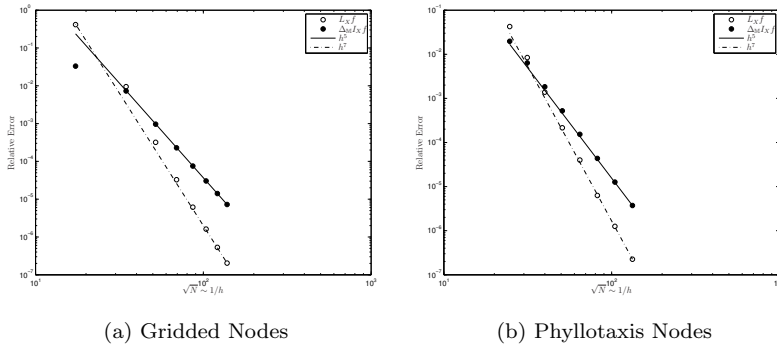 10^0
10^-1
10^-2
10^-3
10^-4
10^-5
10^-6
10^-7
Relative Error
10^1
10^2
10^3
√N ∼ 1/h
L_X f
Δ_M I_X f
h^5
h^7
(a) Gridded Nodes
10^-1
10^-2
10^-3
10^-4
10^-5
10^-6
10^-7
Relative Error
10^1
10^2
√N ∼ 1/h
L_X f
Δ_M I_X f
h^5
h^7
(b) Phyllotaxis Nodes